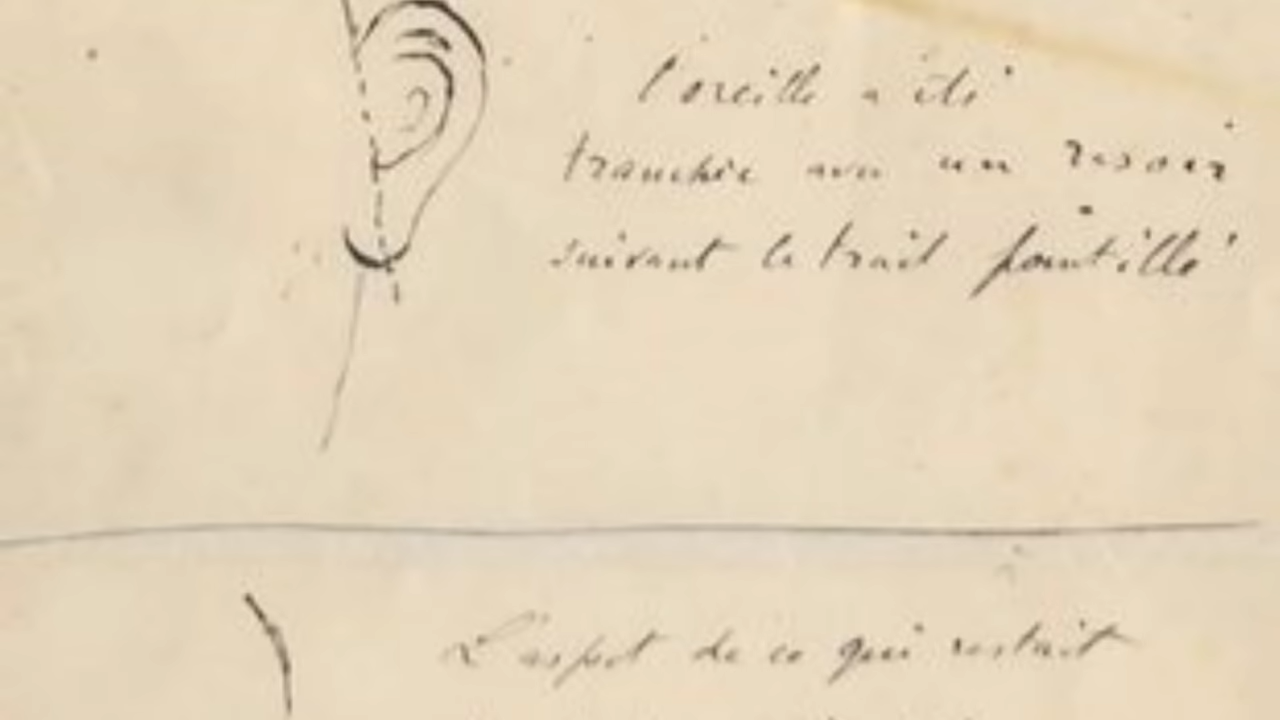 l'oreille a été
tranchée avec un rasoir
suivant le trait pointillé
L'aspect de ce qui restait